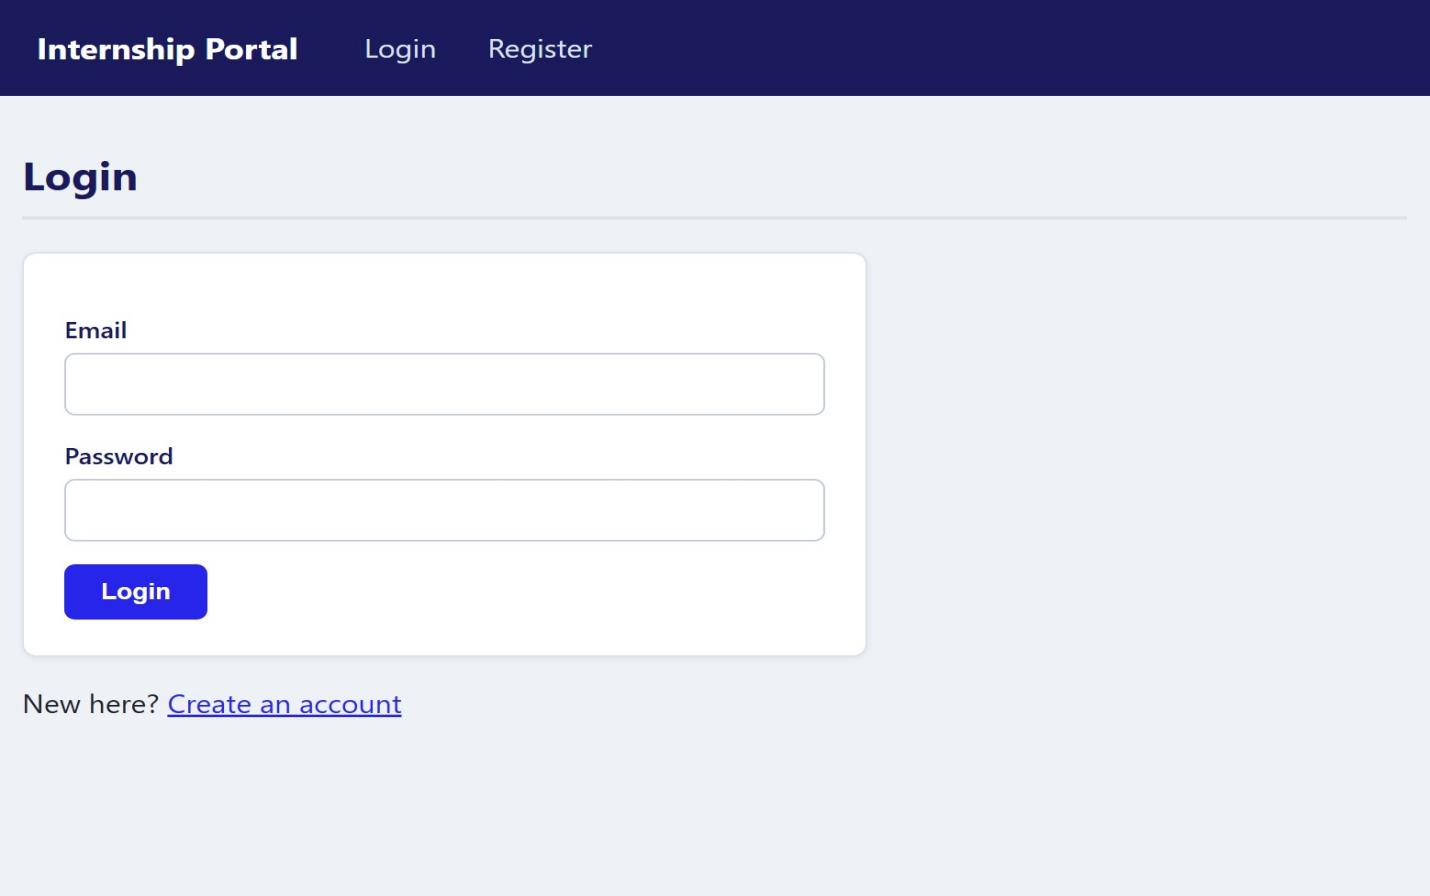 Internship Portal Login Register
Login
Email
Password
Login
New here? Create an account